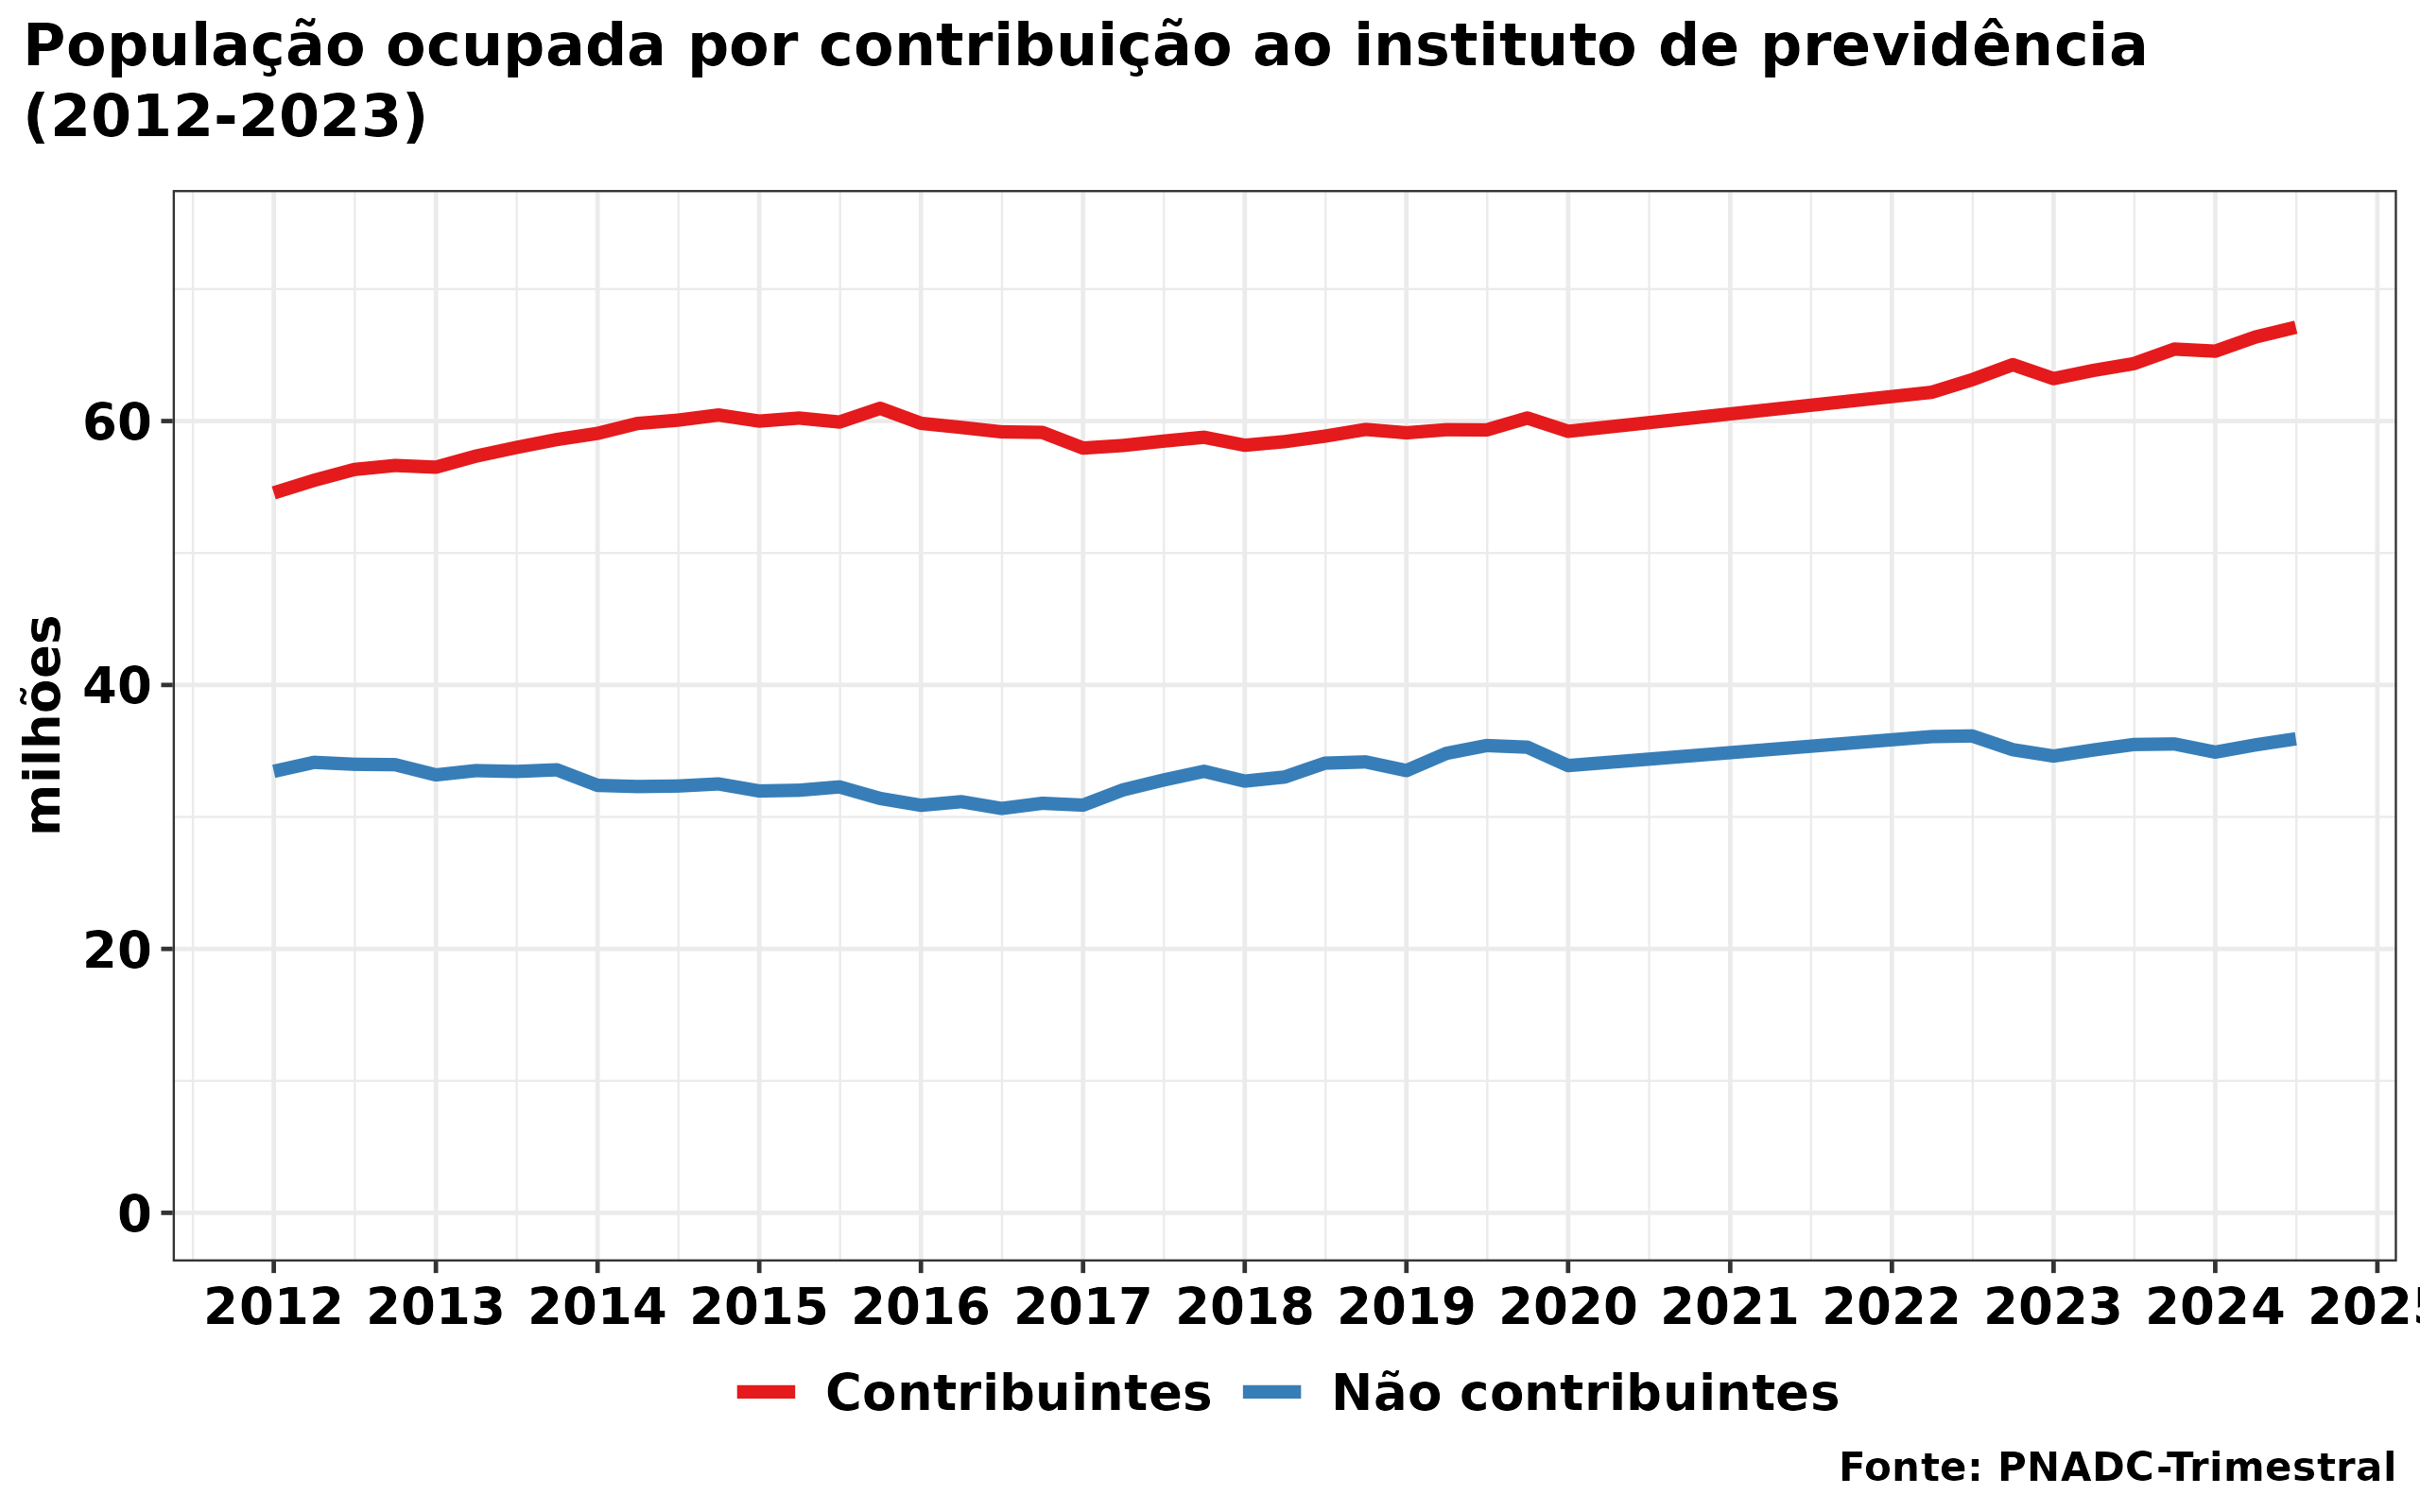 População ocupada por contribuição ao instituto de previdência
(2012-2023)
milhões
60
40
20
0
2012 2013 2014 2015 2016 2017 2018 2019 2020 2021 2022 2023 2024 2025
Contribuintes Não contribuintes
Fonte: PNADC-Trimestral